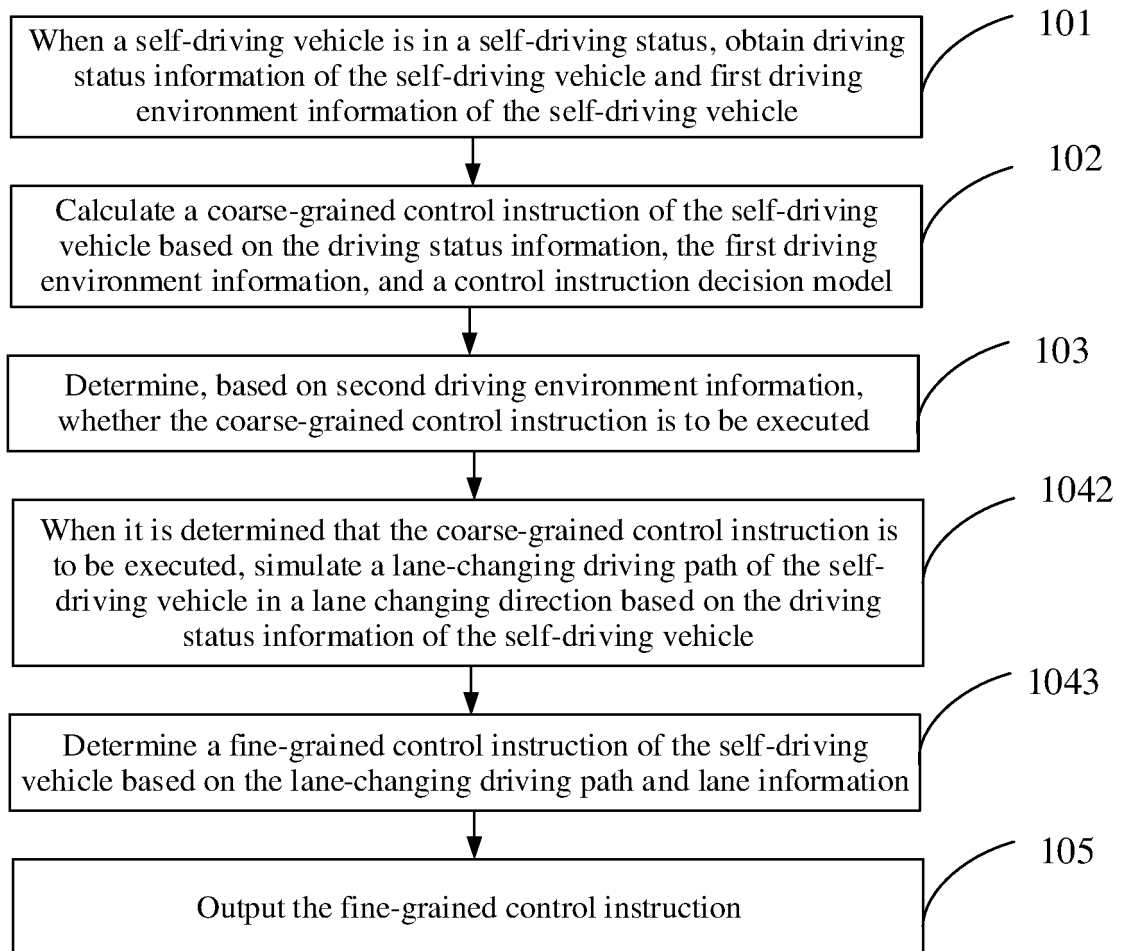 When a self-driving vehicle is in a self-driving status, obtain driving
status information of the self-driving vehicle and first driving
environment information of the self-driving vehicle
101
Calculate a coarse-grained control instruction of the self-driving
vehicle based on the driving status information, the first driving
environment information, and a control instruction decision model
102
Determine, based on second driving environment information,
whether the coarse-grained control instruction is to be executed
103
When it is determined that the coarse-grained control instruction is
to be executed, simulate a lane-changing driving path of the self-
driving vehicle in a lane changing direction based on the driving
status information of the self-driving vehicle
1042
Determine a fine-grained control instruction of the self-driving
vehicle based on the lane-changing driving path and lane information
1043
Output the fine-grained control instruction
105